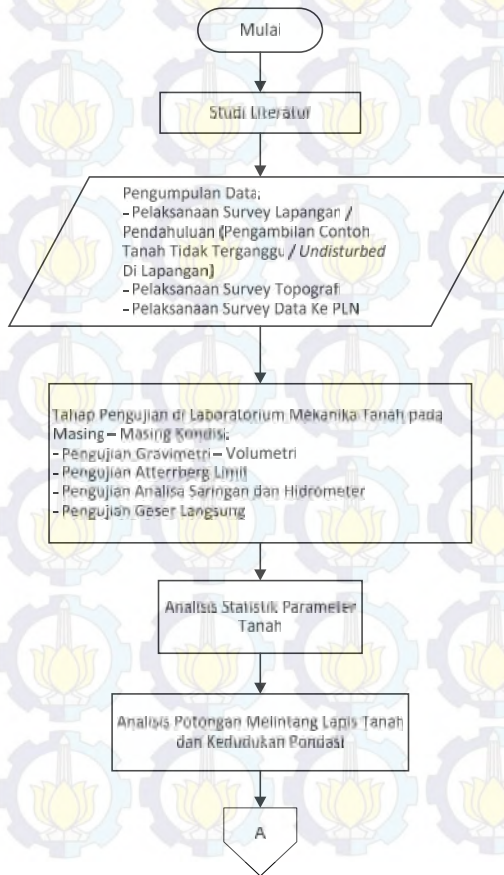 Mulai
Studi Literatur
Pengumpulan Data:
- Pelaksanaan Survey Lapangan /
Pendahuluan (Pengambilan Contoh
Tanah Tidak Terganggu / Undisturbed
Di Lapangan)
- Pelaksanaan Survey Topografi
- Pelaksanaan Survey Data Ke PLN
Tahap Pengujian di Laboratorium Mekanika Tanah pada
Masing – Masing Kondisi:
- Pengujian Gravimetri – Volumetri
- Pengujian Atterrberg Limit
- Pengujian Analisa Saringan dan Hidrometer
- Pengujian Geser Langsung
Analisis Statistik Parameter
Tanah
Analisis Potongan Melintang Lapis Tanah
dan Kedudukan Pondasi
A